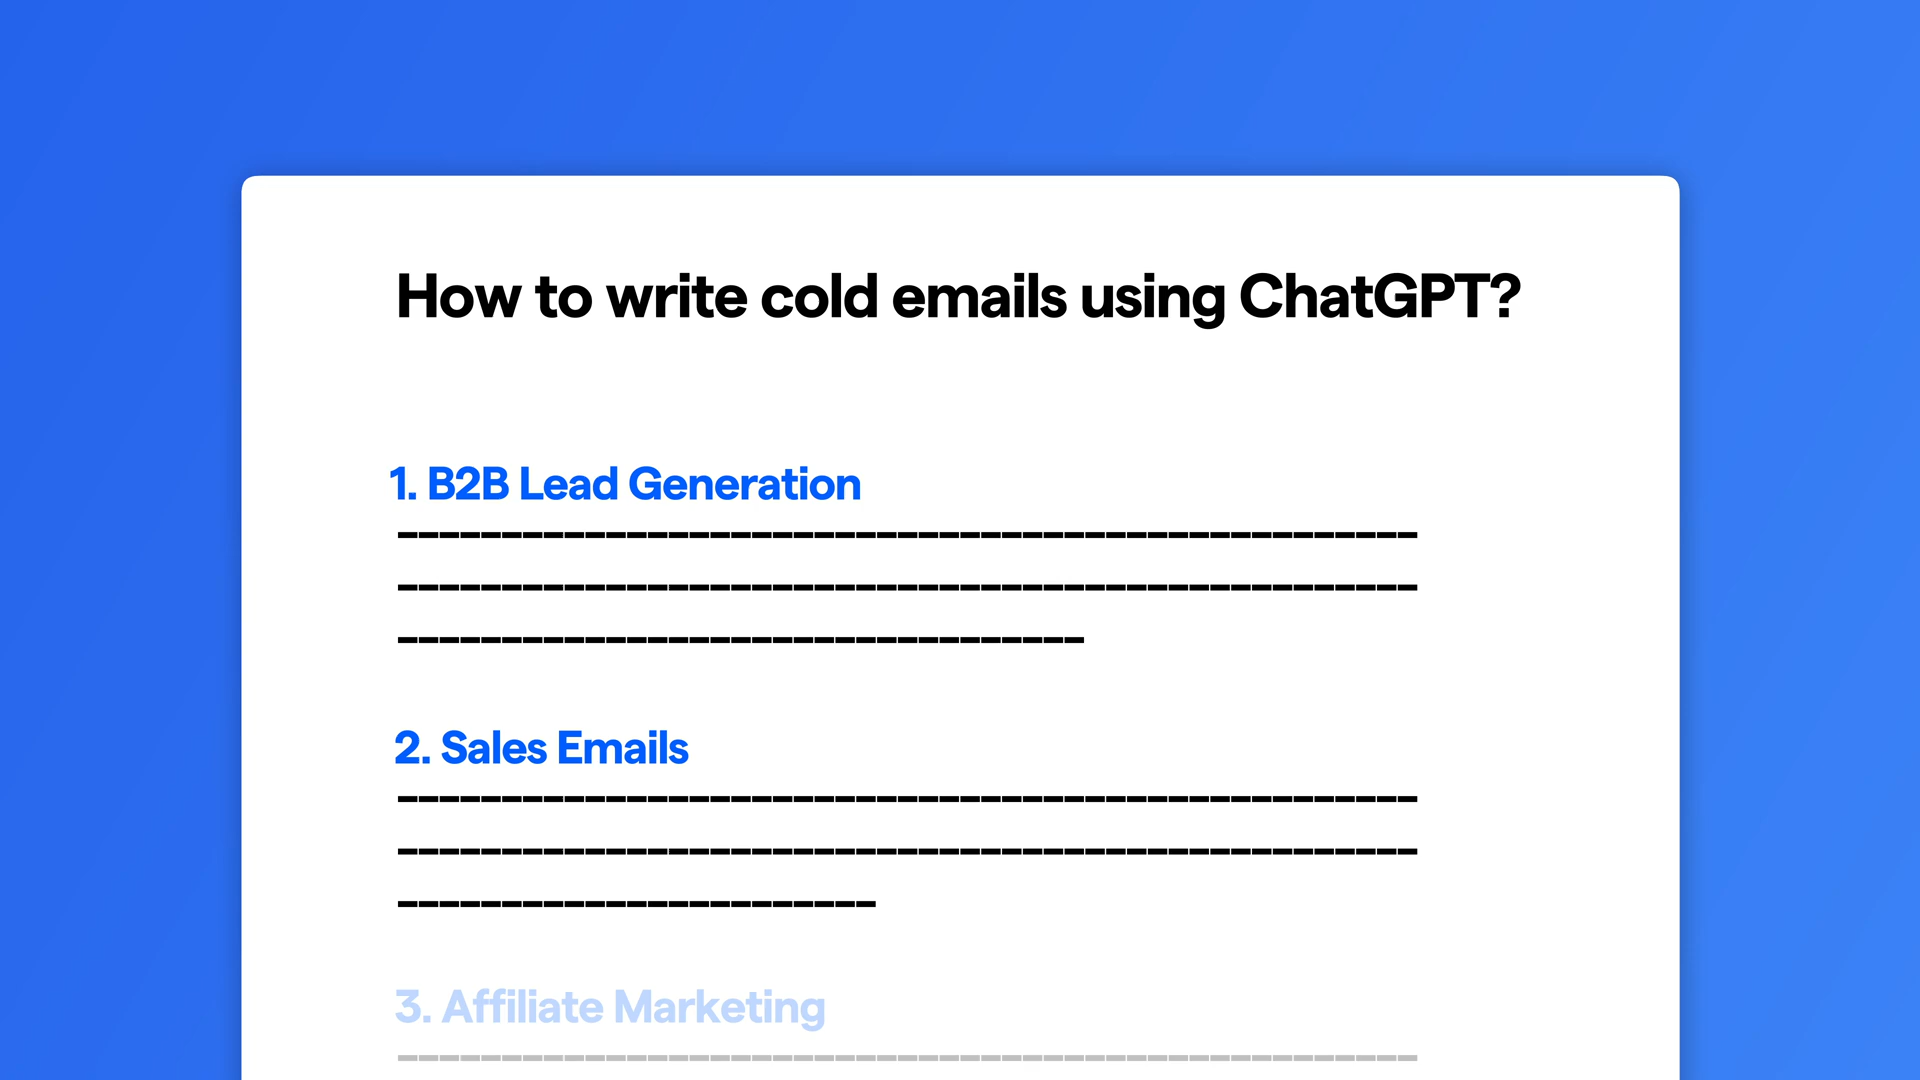 How to write cold emails using ChatGPT?
1. B2B Lead Generation
2. Sales Emails
3. Affiliate Marketing